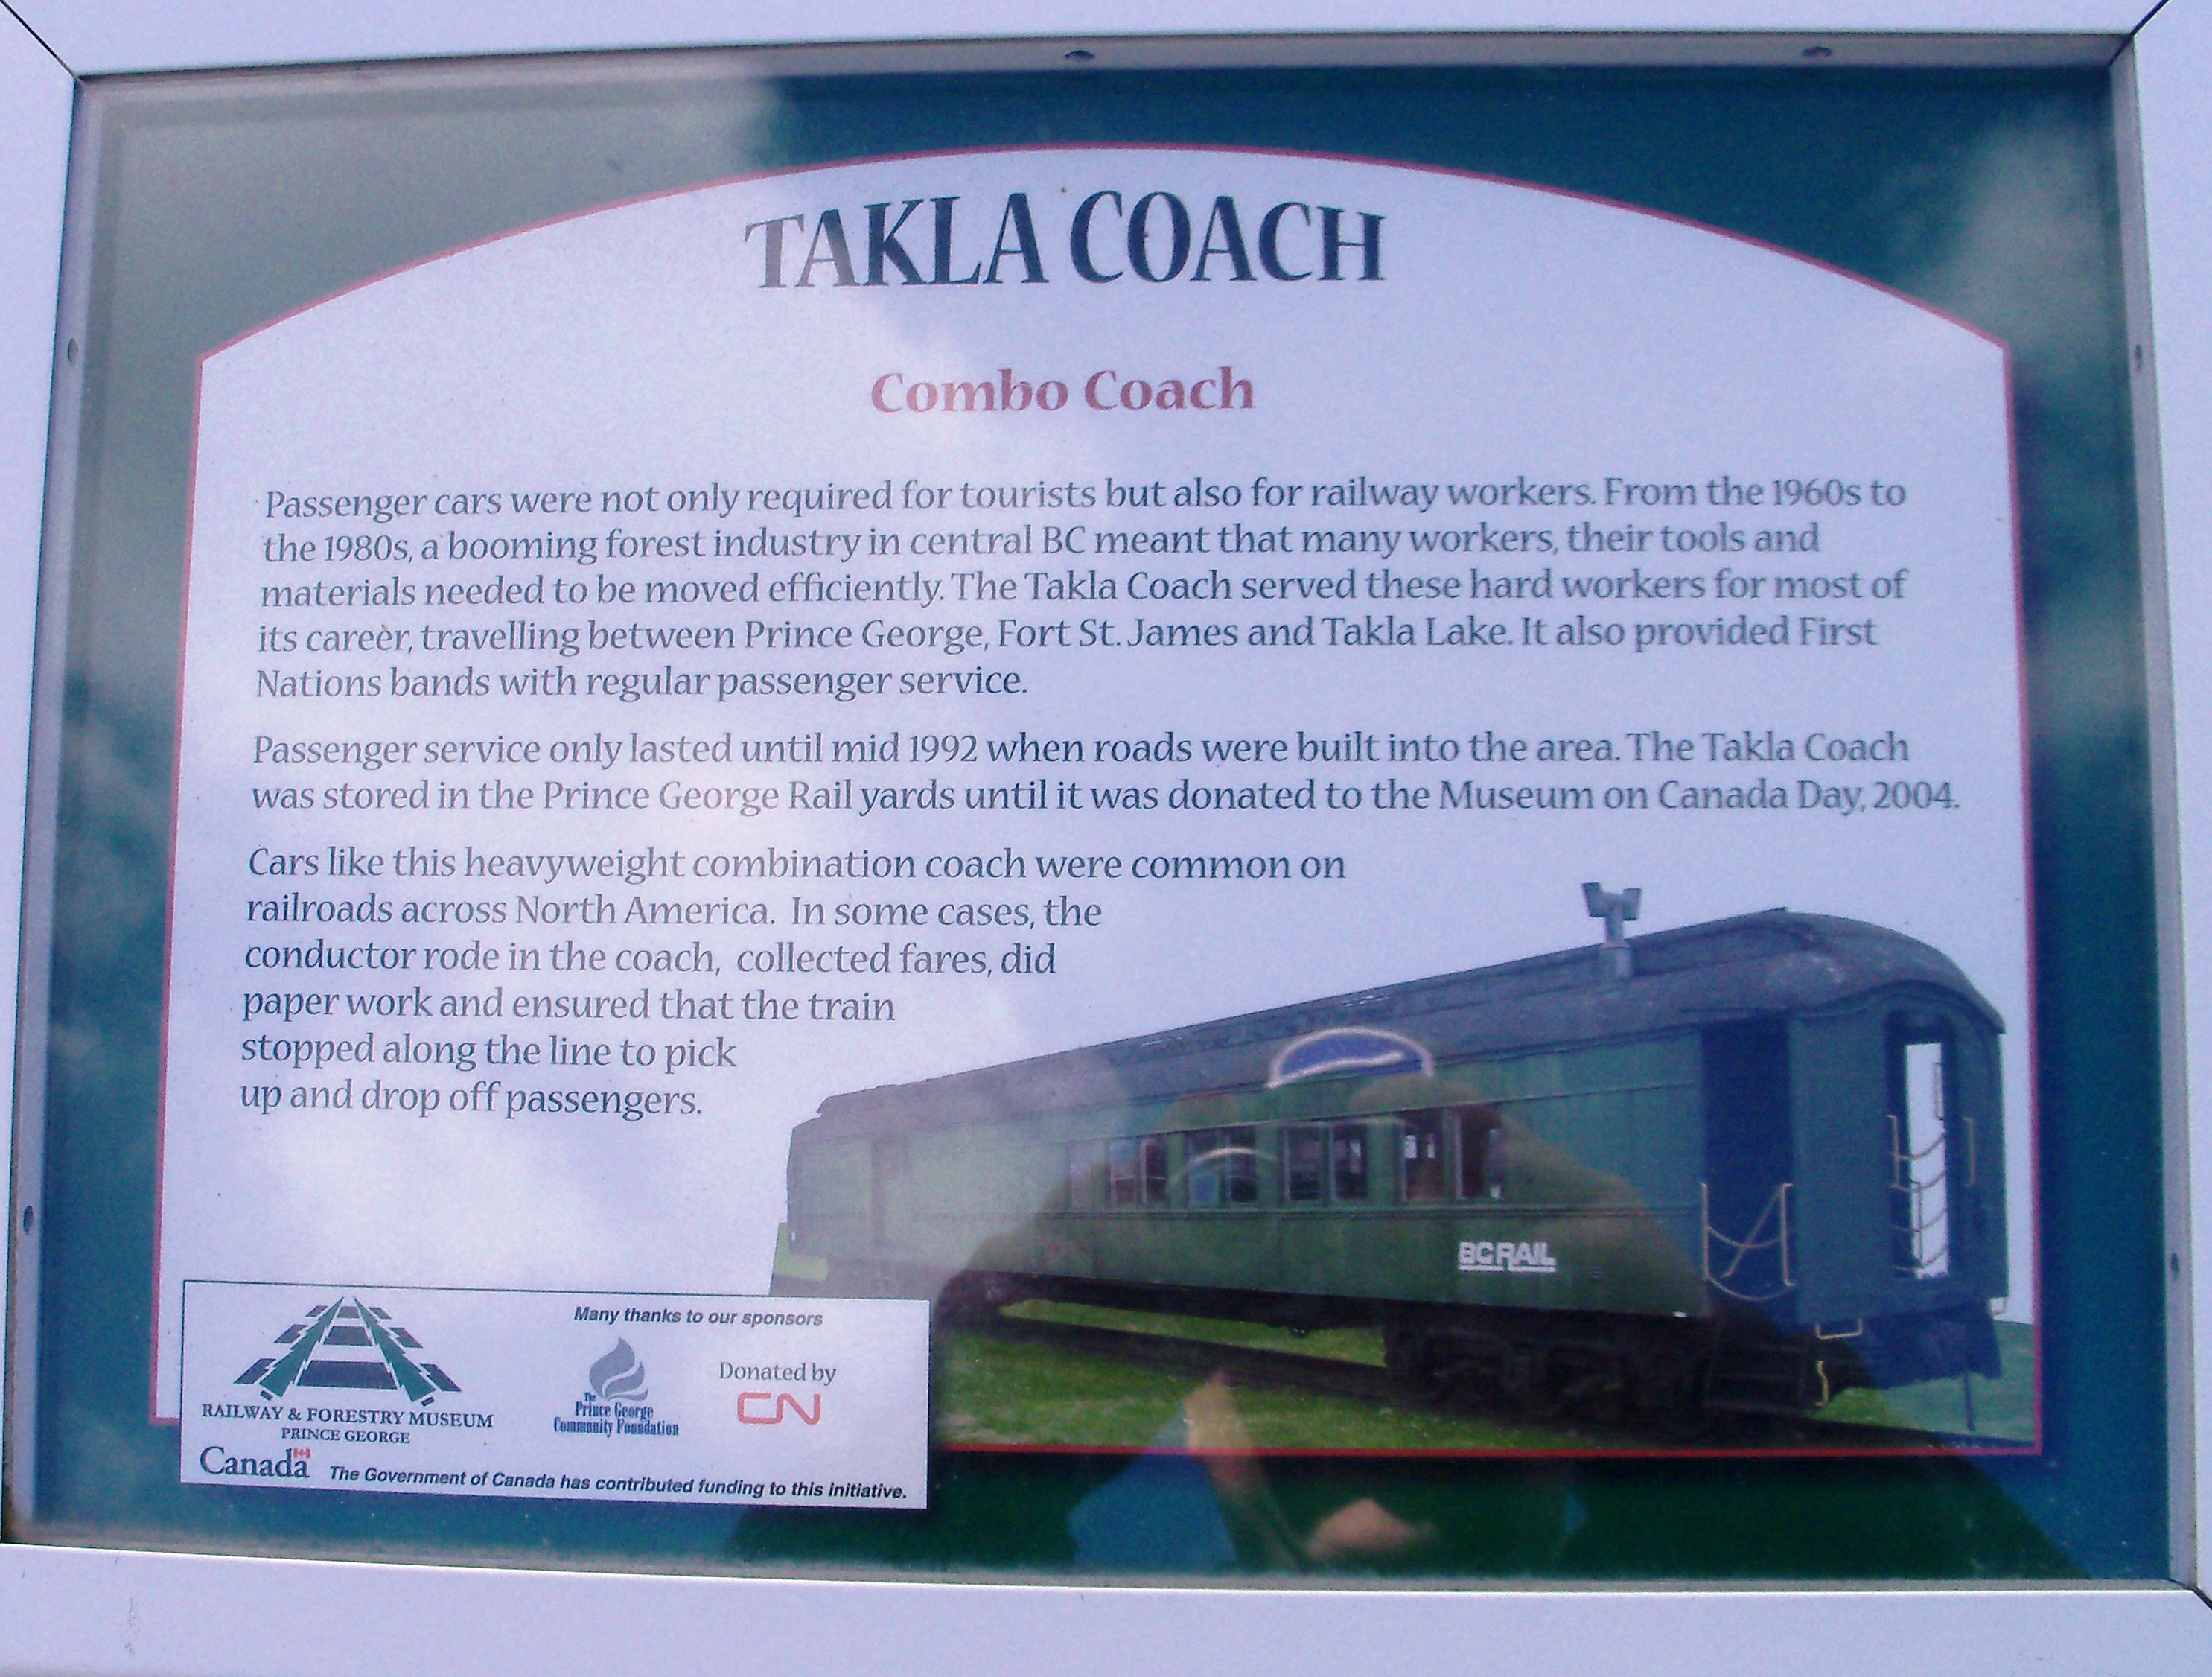 TAKLA COACH
Combo Coach
Passenger cars were not only required for tourists but also for railway workers. From the 1960s to
the 1980s, a booming forest industry in central BC meant that many workers, their tools and
materials needed to be moved efficiently. The Takla Coach served these hard workers for most of
its career, travelling between Prince George, Fort St. James and Takla Lake. It also provided First
Nations bands with regular passenger service.
Passenger service only lasted until mid 1992 when roads were built into the area. The Takla Coach
was stored in the Prince George Rail yards until it was donated to the Museum on Canada Day, 2004.
Cars like this heavyweight combination coach were common on
railroads across North America. In some cases, the
conductor rode in the coach, collected fares, did
paper work and ensured that the train
stopped along the line to pick
up and drop off passengers.
BC RAIL
Many thanks to our sponsors
RAILWAY & FORESTRY MUSEUM
PRINCE GEORGE
The
Prince George
Community Foundation
Donated by
CN
Canada
The Government of Canada has contributed funding to this initiative.